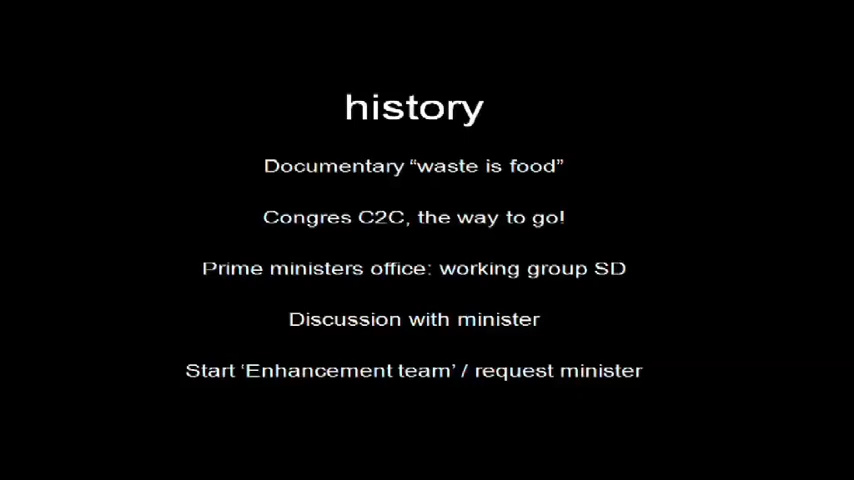 history
Documentary “waste is food”
Congres C2C, the way to go!
Prime ministers office: working group SD
Discussion with minister
Start ‘Enhancement team’ / request minister